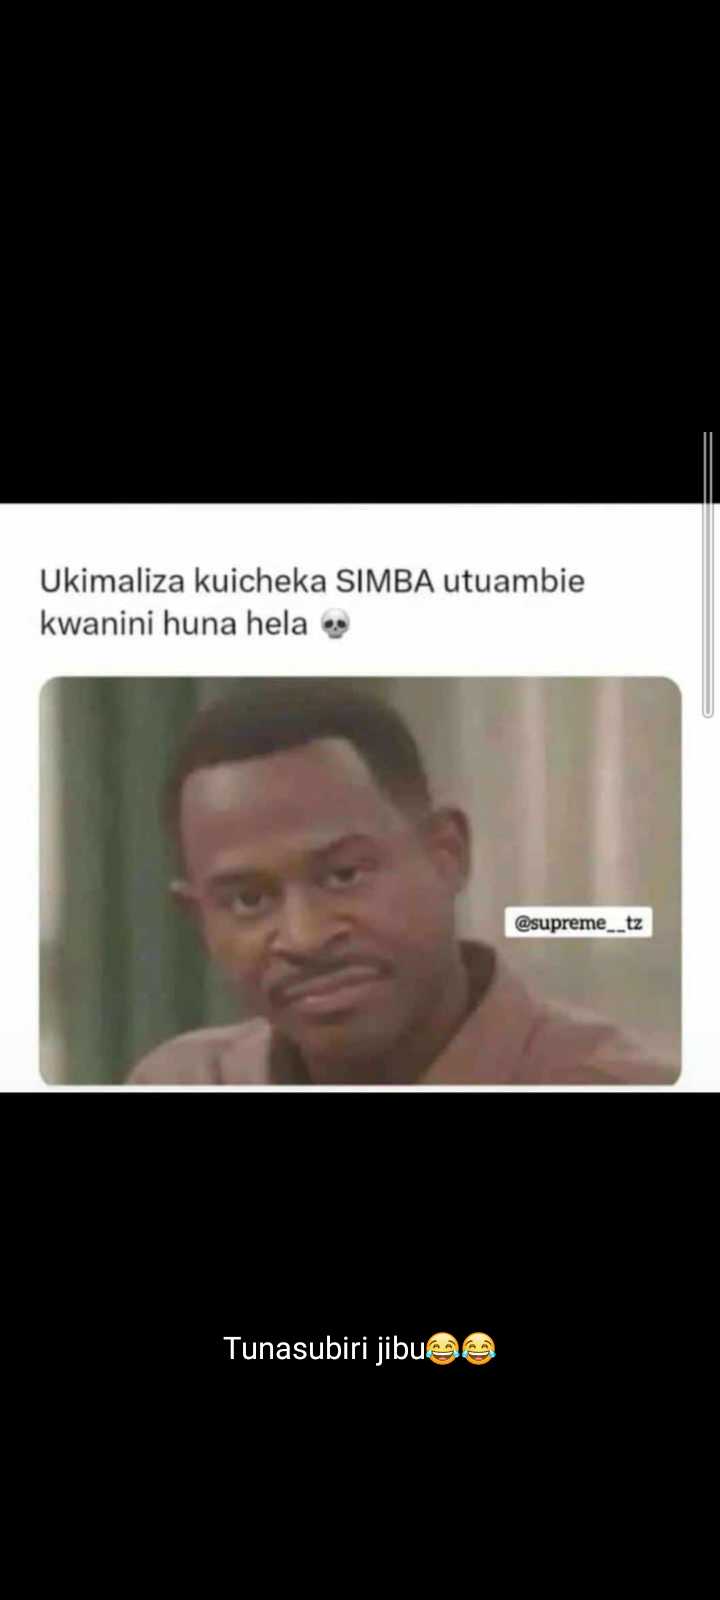 Ukimaliza kuicheka SIMBA utuambie
kwanini huna hela 💀
@supreme__tz
Tunasubiri jibu😂😂